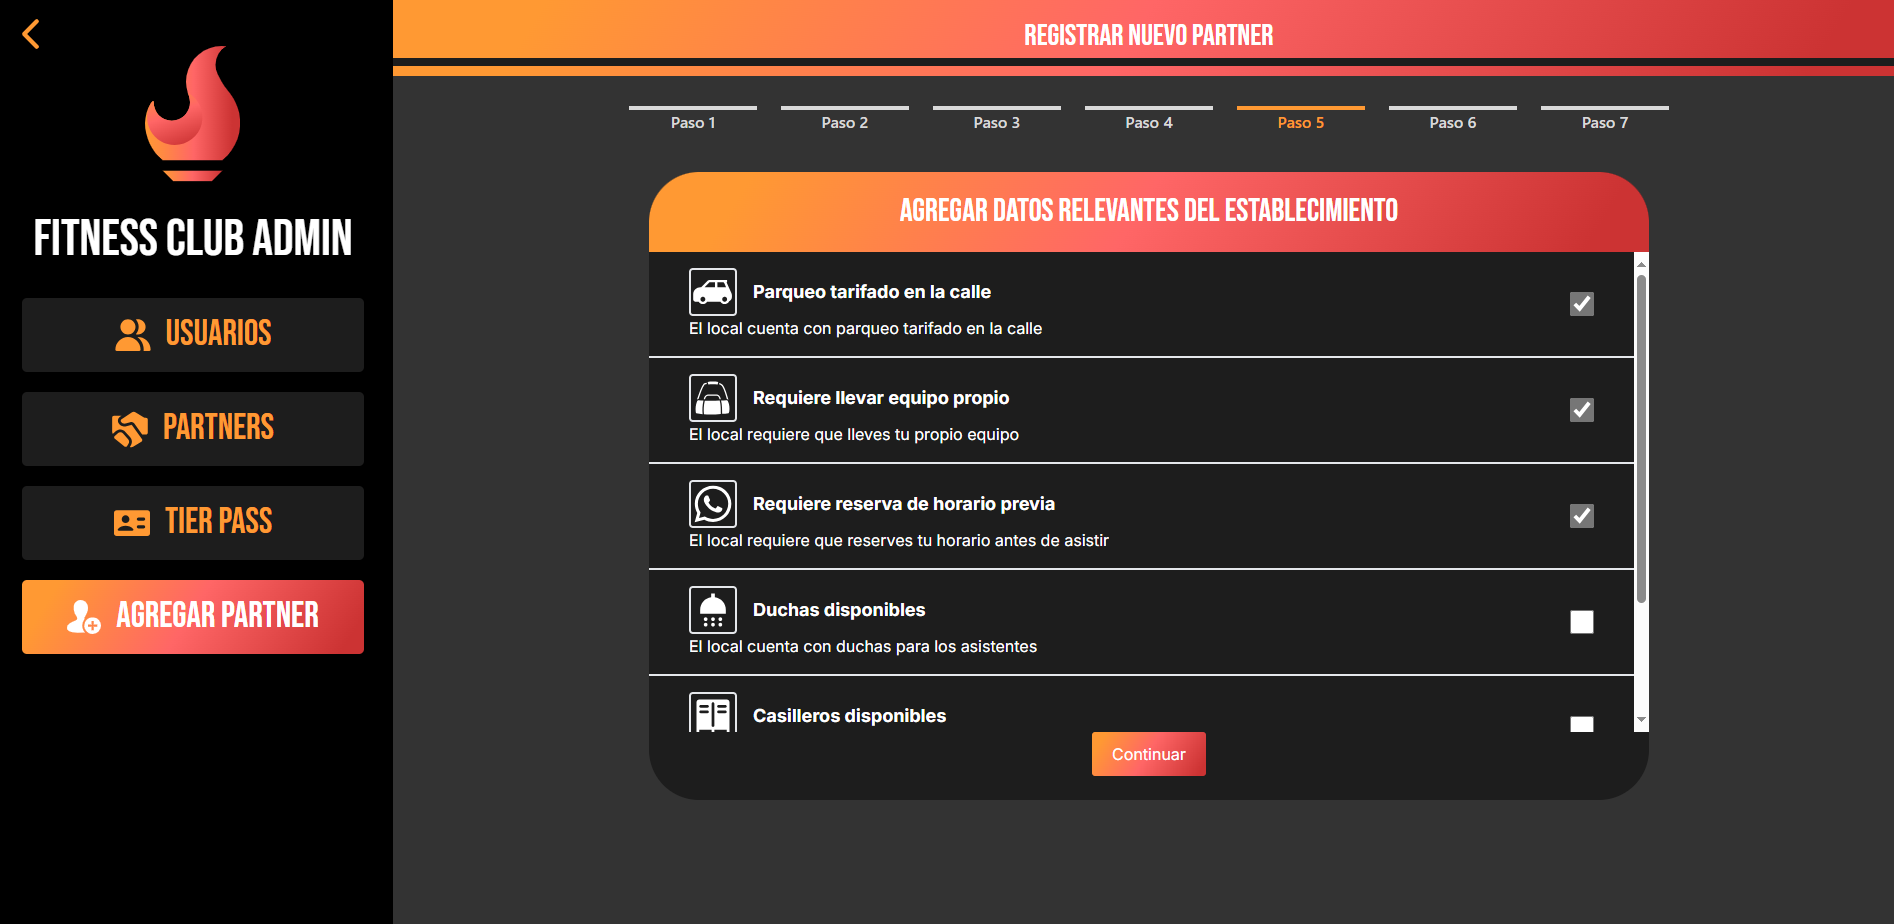 FITNESS CLUB ADMIN
USUARIOS
PARTNERS
TIER PASS
AGREGAR PARTNER
REGISTRAR NUEVO PARTNER
Paso 1
Paso 2
Paso 3
Paso 4
Paso 5
Paso 6
Paso 7
AGREGAR DATOS RELEVANTES DEL ESTABLECIMIENTO
Parqueo tarifado en la calle
El local cuenta con parqueo tarifado en la calle
Requiere llevar equipo propio
El local requiere que lleves tu propio equipo
Requiere reserva de horario previa
El local requiere que reserves tu horario antes de asistir
Duchas disponibles
El local cuenta con duchas para los asistentes
Casilleros disponibles
Continuar